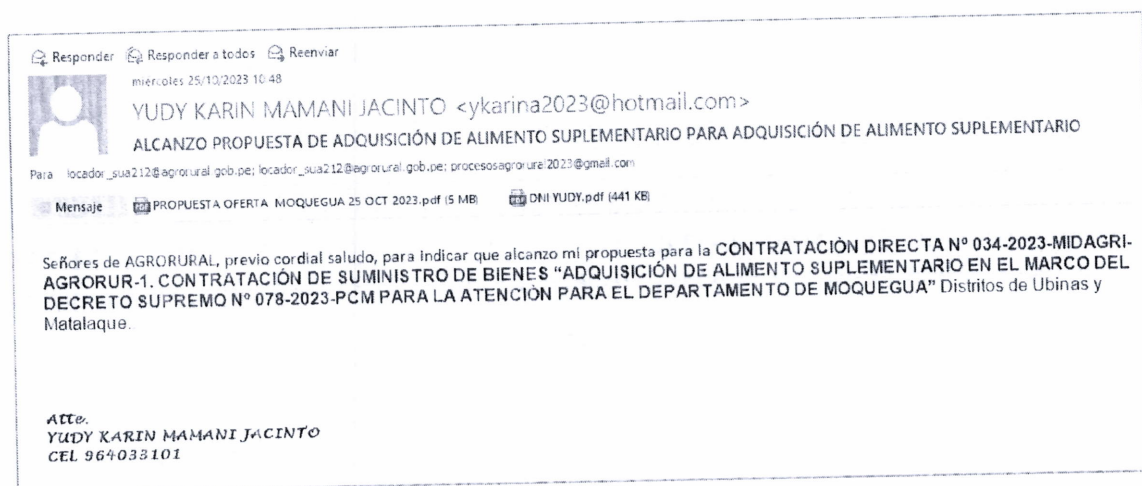 Responder Responder a todos Reenviar
miércoles 25/10/2023 10:48
YUDY KARIN MAMANI JACINTO <ykarina2023@hotmail.com>
ALCANZO PROPUESTA DE ADQUISICIÓN DE ALIMENTO SUPLEMENTARIO PARA ADQUISICIÓN DE ALIMENTO SUPLEMENTARIO
Para locador_sua212@agrorural.gob.pe; locador_sua212@agrorural.gob.pe; procesosagrorural2023@gmail.com
Mensaje PROPUESTA OFERTA MOQUEGUA 25 OCT 2023.pdf (5 MB) DNI YUDY.pdf (441 KB)
Señores de AGRORURAL, previo cordial saludo, para indicar que alcanzo mi propuesta para la CONTRATACIÓN DIRECTA Nº 034-2023-MIDAGRI-
AGRORUR-1. CONTRATACIÓN DE SUMINISTRO DE BIENES “ADQUISICIÓN DE ALIMENTO SUPLEMENTARIO EN EL MARCO DEL
DECRETO SUPREMO Nº 078-2023-PCM PARA LA ATENCIÓN PARA EL DEPARTAMENTO DE MOQUEGUA” Distritos de Ubinas y
Matalaque.
Atte.
YUDY KARIN MAMANI JACINTO
CEL 964033101